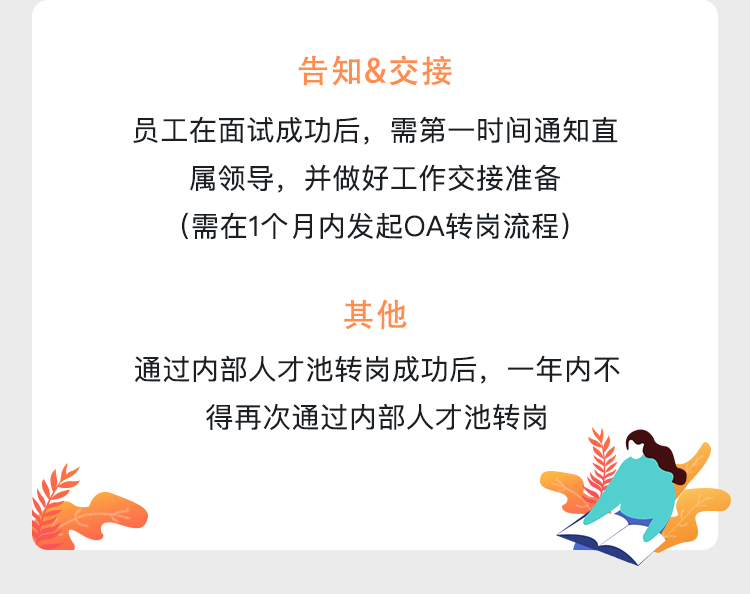 告知&交接
员工在面试成功后，需第一时间通知直
属领导，并做好工作交接准备
（需在1个月内发起OA转岗流程）
其他
通过内部人才池转岗成功后，一年内不
得再次通过内部人才池转岗